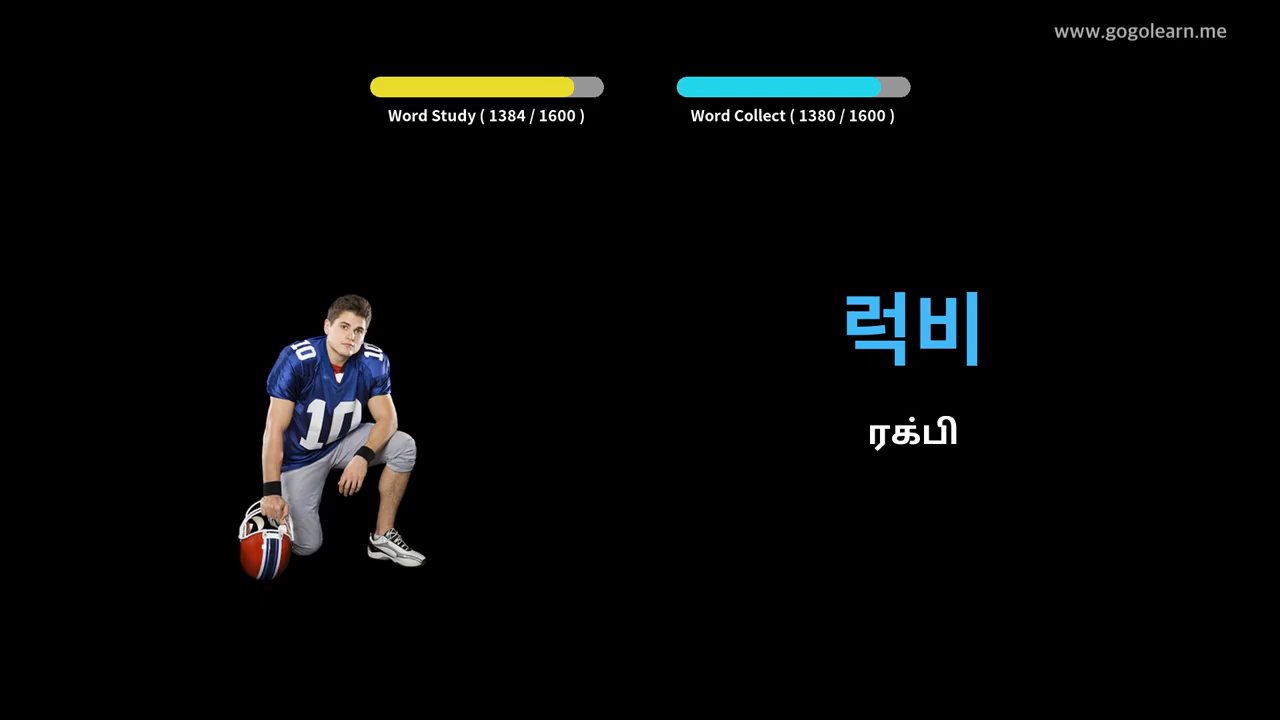 www.gogolearn.me
Word Study ( 1384 / 1600 )
Word Collect ( 1380 / 1600 )
10
10
10
럭비
ரக்பி